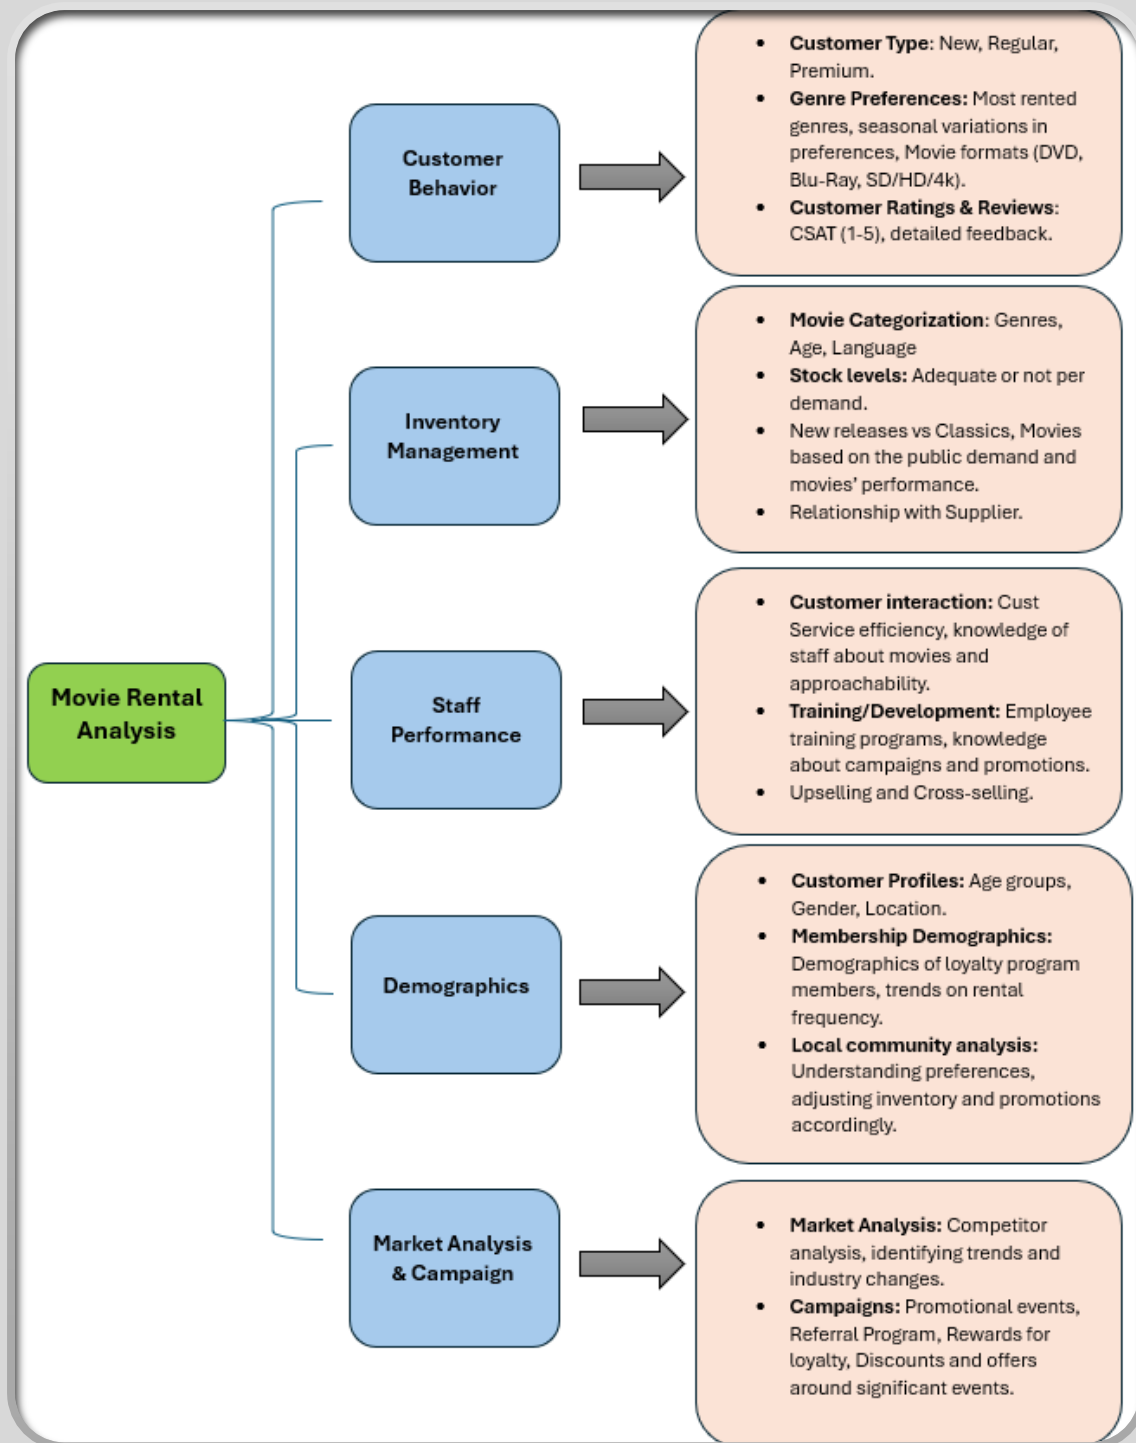 Customer
Behavior
• Customer Type: New, Regular,
Premium.
• Genre Preferences: Most rented
genres, seasonal variations in
preferences, Movie formats (DVD,
Blu-Ray, SD/HD/4k).
• Customer Ratings & Reviews:
CSAT (1-5), detailed feedback.
Inventory
Management
• Movie Categorization: Genres,
Age, Language
• Stock levels: Adequate or not per
demand.
• New releases vs Classics, Movies
based on the public demand and
movies’ performance.
• Relationship with Supplier.
Movie Rental
Analysis
Staff
Performance
• Customer interaction: Cust
Service efficiency, knowledge of
staff about movies and
approachability.
• Training/Development: Employee
training programs, knowledge
about campaigns and promotions.
• Upselling and Cross-selling.
Demographics
• Customer Profiles: Age groups,
Gender, Location.
• Membership Demographics:
Demographics of loyalty program
members, trends on rental
frequency.
• Local community analysis:
Understanding preferences,
adjusting inventory and promotions
accordingly.
Market Analysis
& Campaign
• Market Analysis: Competitor
analysis, identifying trends and
industry changes.
• Campaigns: Promotional events,
Referral Program, Rewards for
loyalty, Discounts and offers
around significant events.